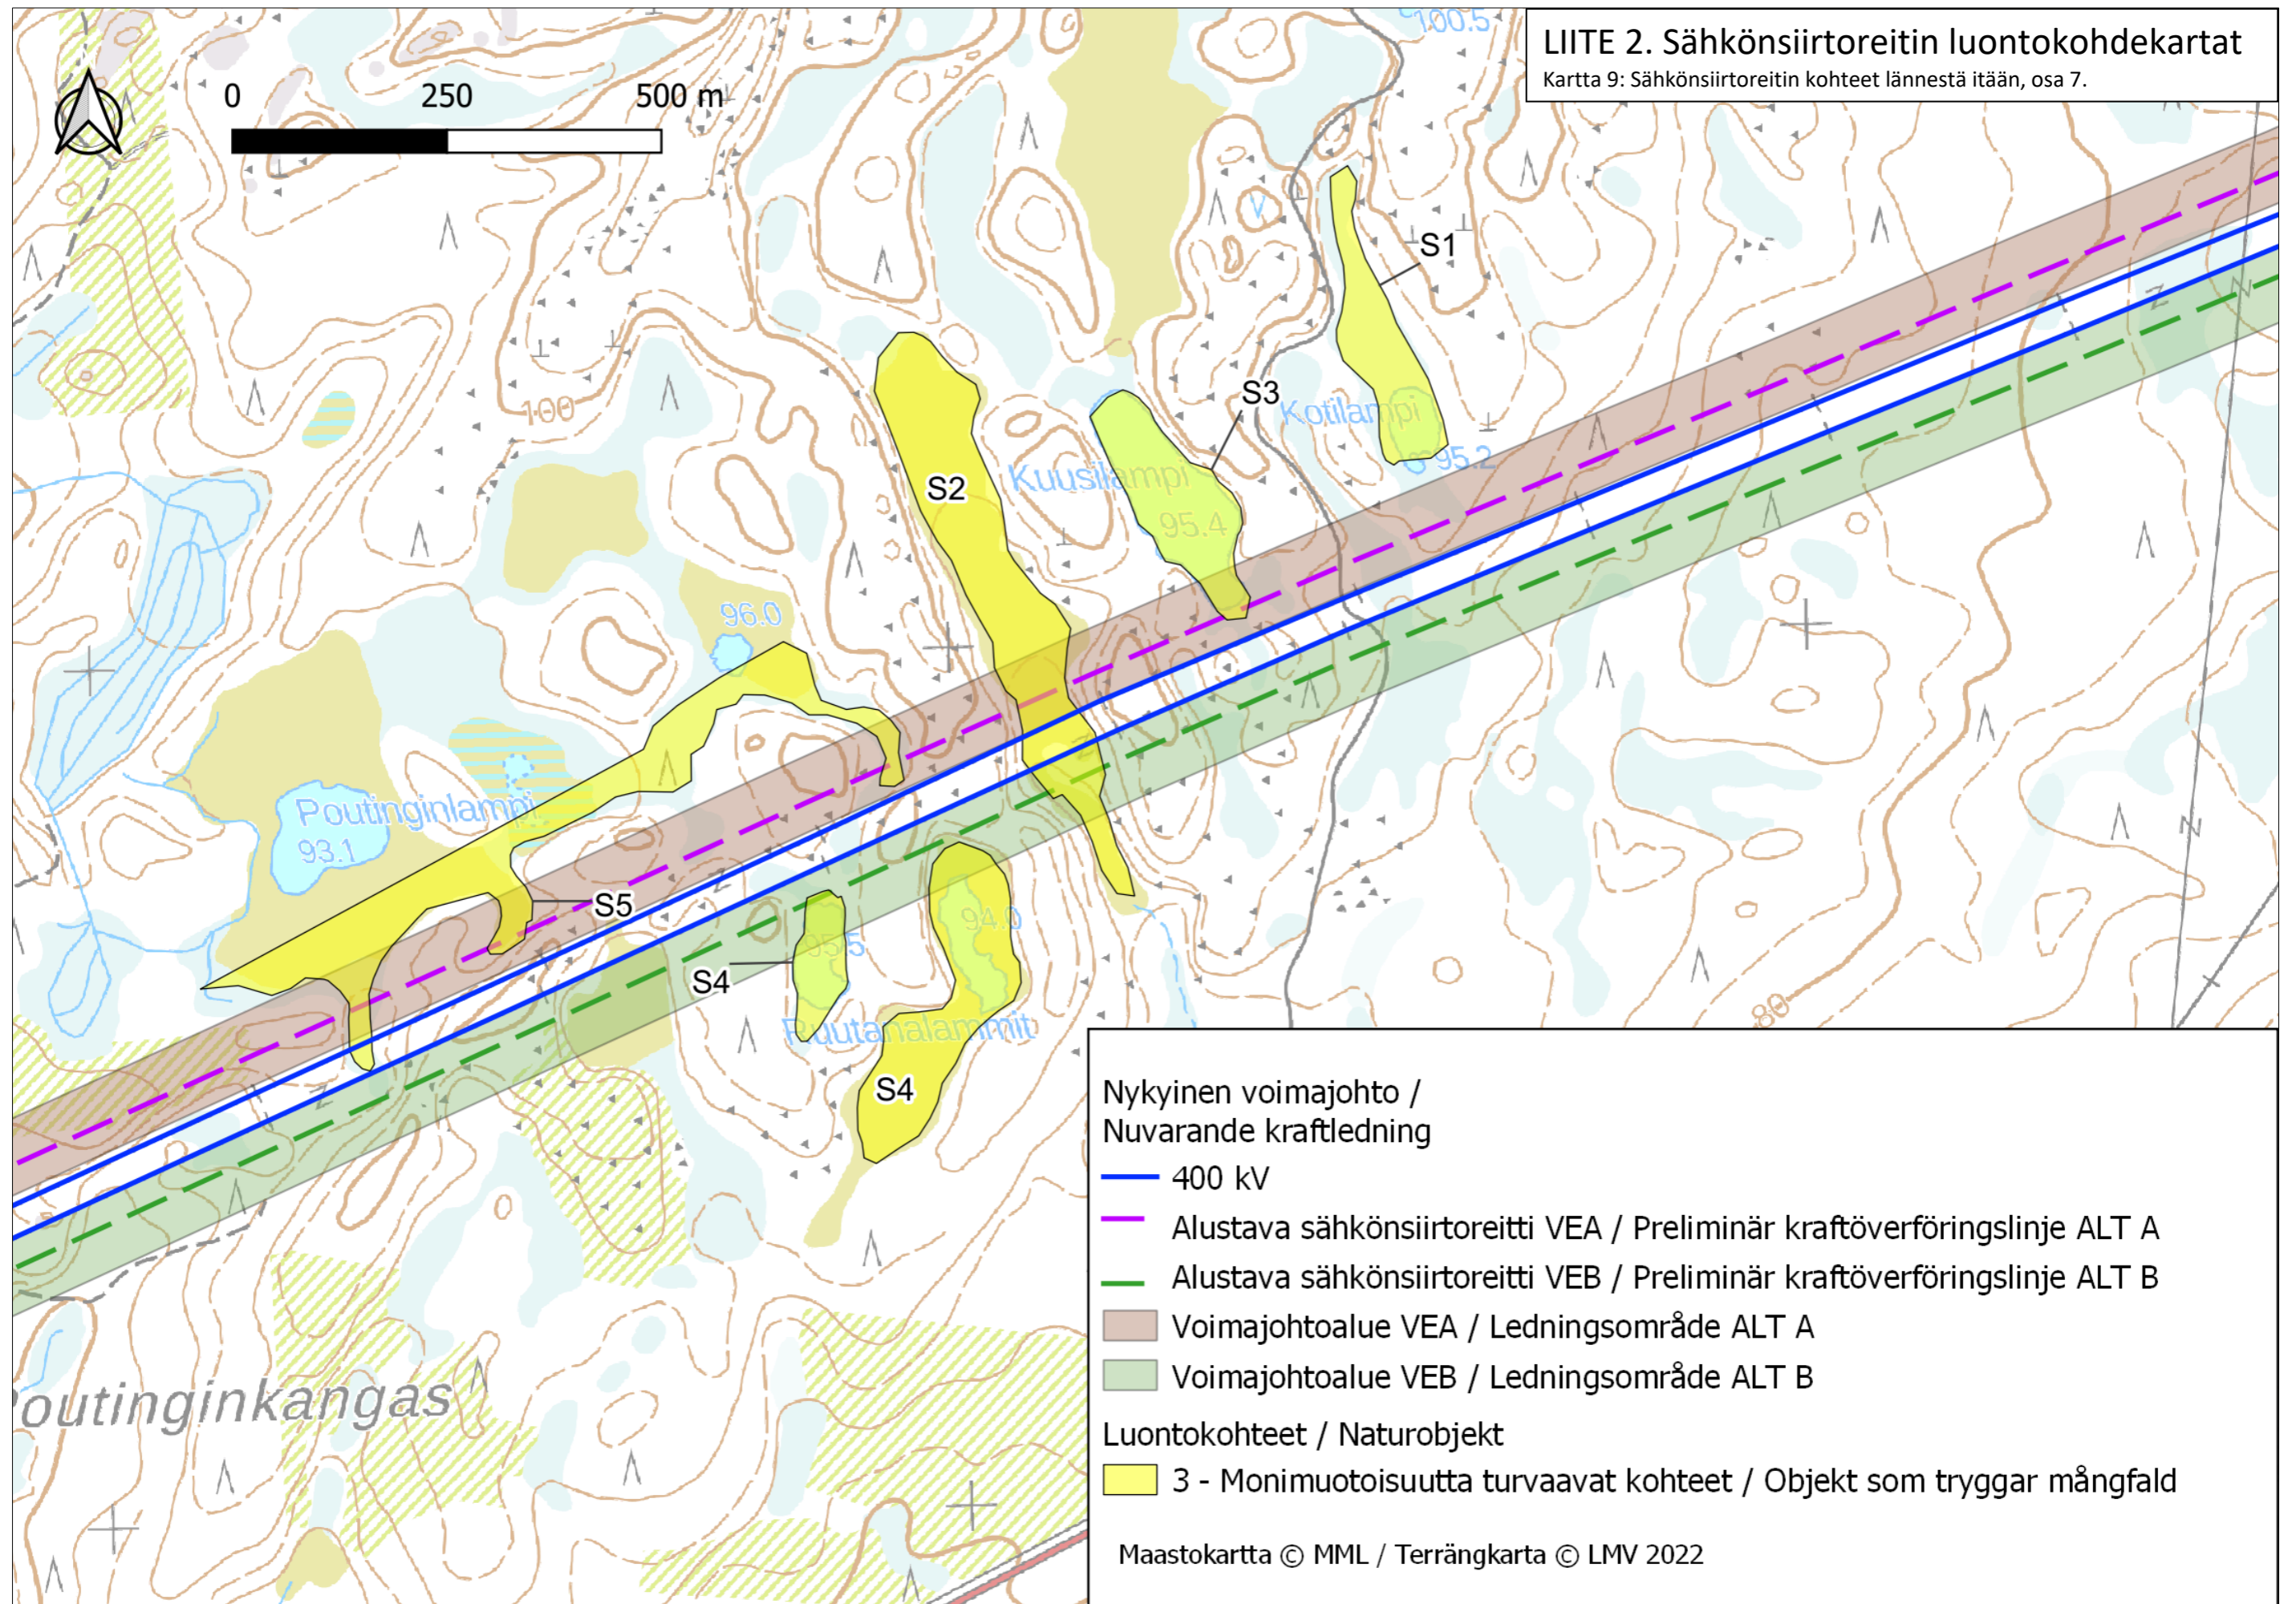 LIITE 2. Sähkönsiirtoreitin luontokohdekartat
Kartta 9: Sähkönsiirtoreitin kohteet lännestä itään, osa 7.
0 250 500 m
100.5
V
S1
S3
Kotilampi
95.2
100
S2
Kuusilampi
95.4
96.0
Poutinginlampi
93.1
S5
94.0
95.5
S4
Ruutanalammit
S4
80
outinginkangas
Nykyinen voimajohto /
Nuvarande kraftledning
400 kV
Alustava sähkönsiirtoreitti VEA / Preliminär kraftöverföringslinje ALT A
Alustava sähkönsiirtoreitti VEB / Preliminär kraftöverföringslinje ALT B
Voimajohtoalue VEA / Ledningsområde ALT A
Voimajohtoalue VEB / Ledningsområde ALT B
Luontokohteet / Naturobjekt
3 - Monimuotoisuutta turvaavat kohteet / Objekt som tryggar mångfald
Maastokartta © MML / Terrängkarta © LMV 2022